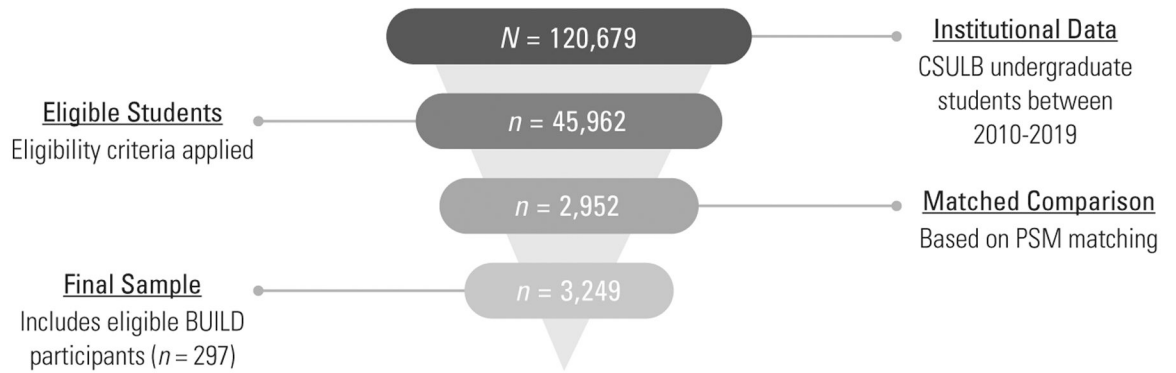 N = 120,679
Institutional Data
CSULB undergraduate
students between
2010-2019
Eligible Students
Eligibility criteria applied
n = 45,962
n = 2,952
Matched Comparison
Based on PSM matching
Final Sample
Includes eligible BUILD
participants (n = 297)
n = 3,249